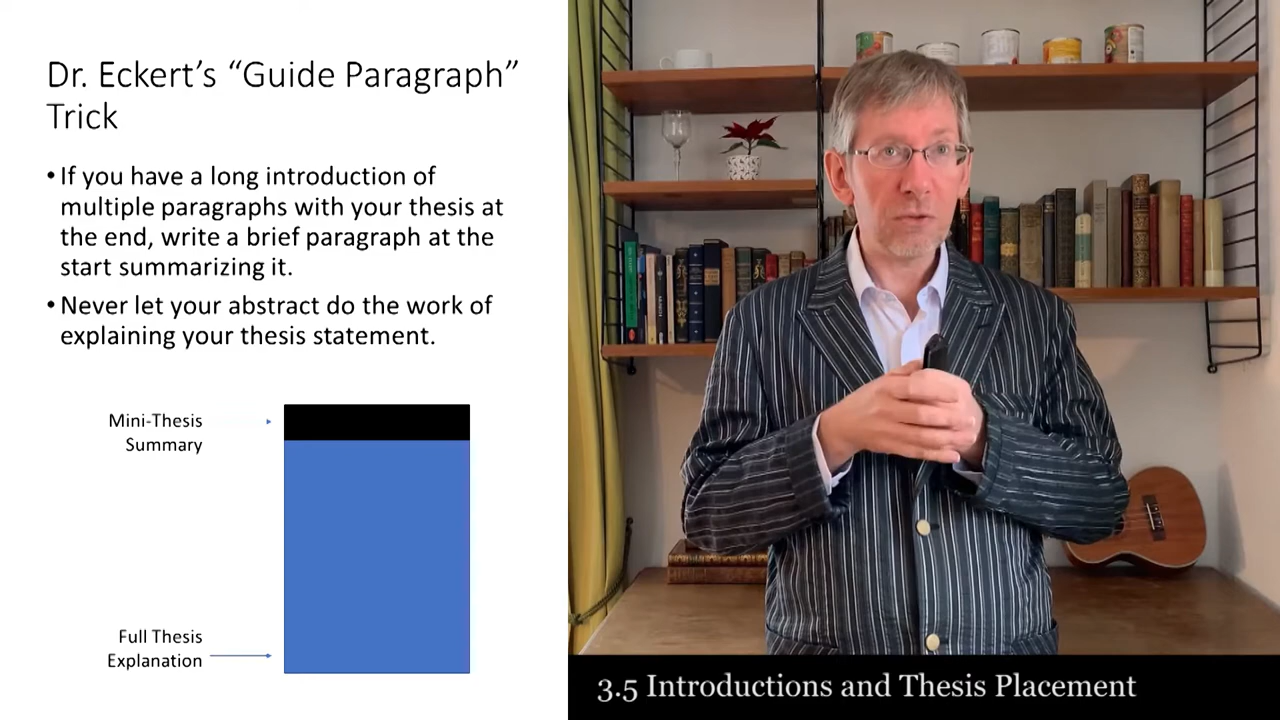 Dr. Eckert’s “Guide Paragraph”
Trick
• If you have a long introduction of
multiple paragraphs with your thesis at
the end, write a brief paragraph at the
start summarizing it.
• Never let your abstract do the work of
explaining your thesis statement.
Mini-Thesis
Summary
Full Thesis
Explanation
3.5 Introductions and Thesis Placement